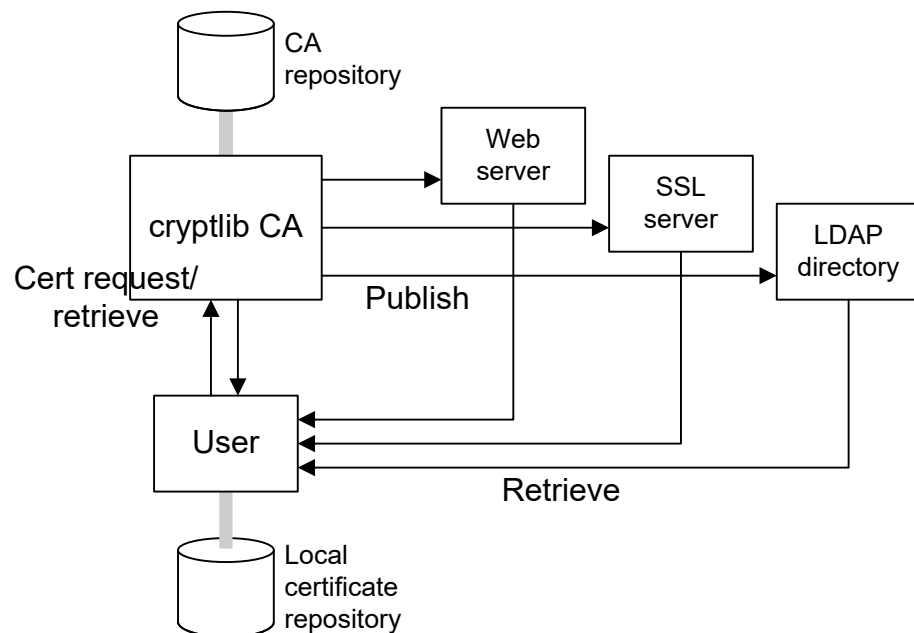 CA
repository
Web
server
SSL
server
cryptlib CA
LDAP
directory
Cert request/
retrieve
Publish
User
Retrieve
Local
certificate
repository